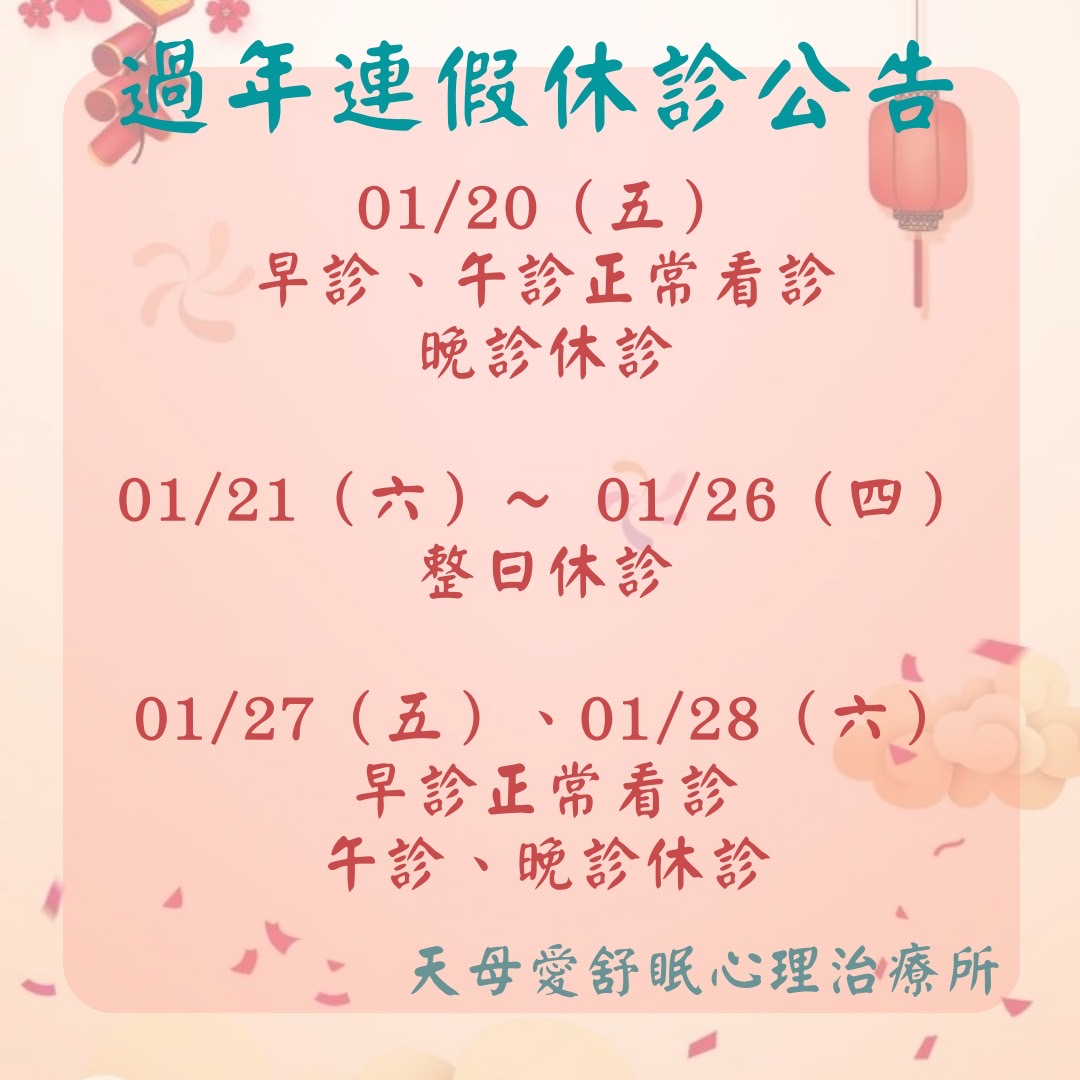 過年連假休診公告
01/20（五）
早診、午診正常看診
晚診休診
01/21（六）～ 01/26（四）
整日休診
01/27（五）、01/28（六）
早診正常看診
午診、晚診休診
天母愛舒眠心理治療所